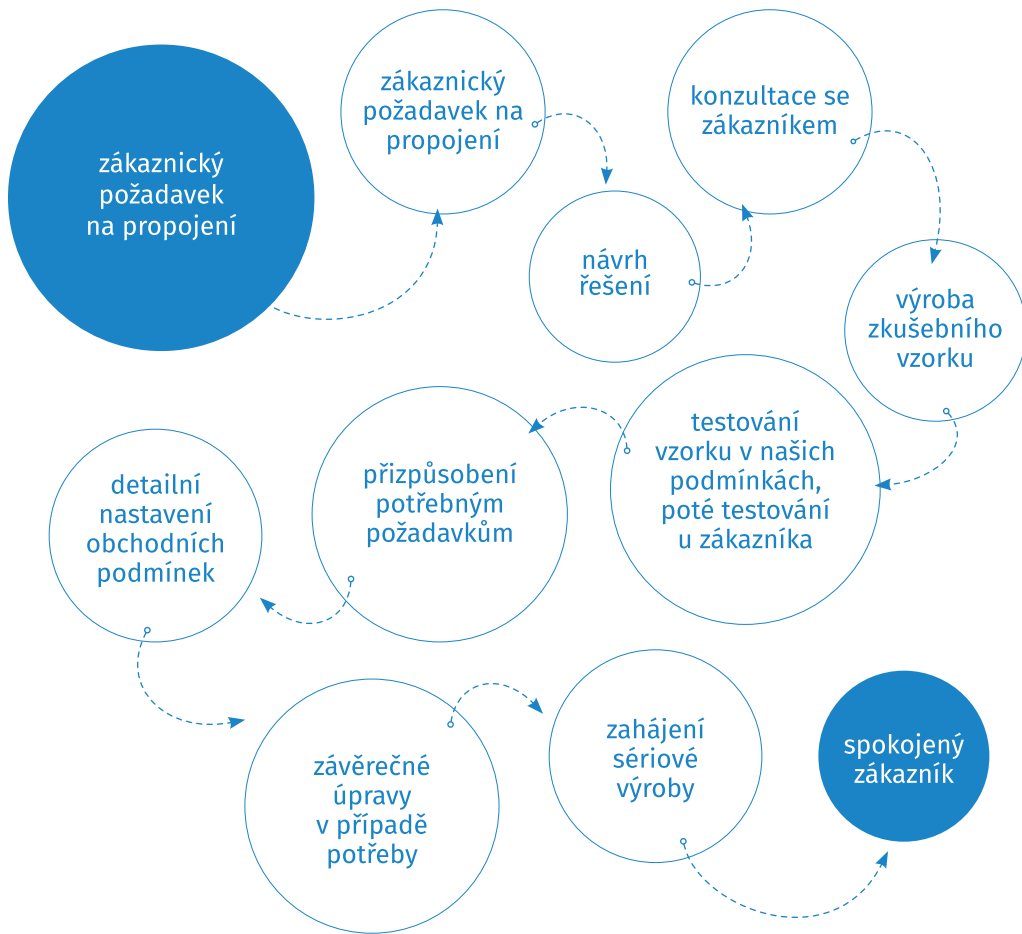 zákaznický
požadavek
na propojení
zákaznický
požadavek na
propojení
návrh
řešení
konzultace se
zákazníkem
výroba
zkušebního
vzorku
testování
vzorku v našich
podmínkách,
poté testování
u zákazníka
přizpůsobení
potřebným
požadavkům
detailní
nastavení
obchodních
podmínek
závěrečné
úpravy
v případě
potřeby
zahájení
sériové
výroby
spokojený
zákazník